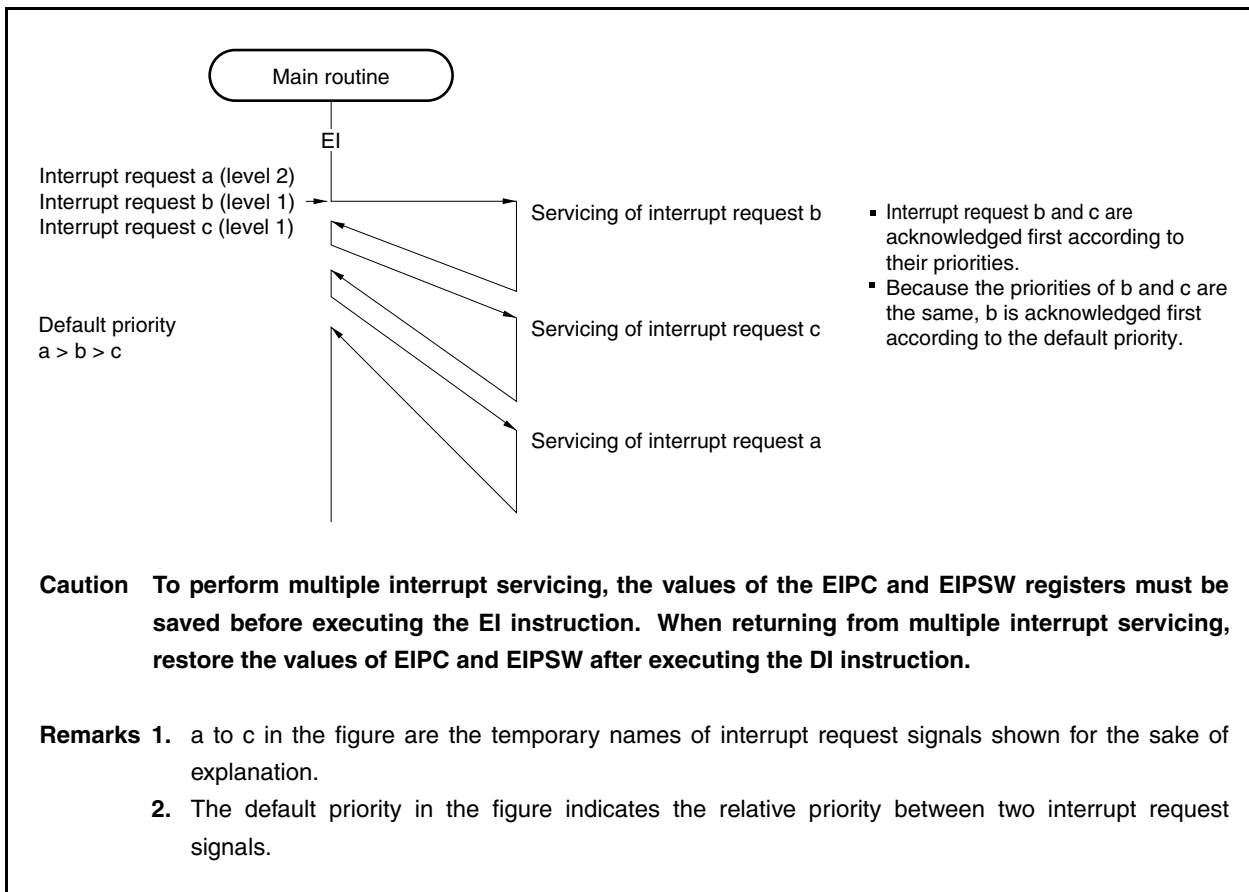 Main routine
EI
Interrupt request a (level 2)
Interrupt request b (level 1)
Interrupt request c (level 1)
Servicing of interrupt request b
▪ Interrupt request b and c are
acknowledged first according to
their priorities.
▪ Because the priorities of b and c are
the same, b is acknowledged first
according to the default priority.
Default priority
a > b > c
Servicing of interrupt request c
Servicing of interrupt request a
Caution To perform multiple interrupt servicing, the values of the EIPC and EIPSW registers must be
saved before executing the EI instruction. When returning from multiple interrupt servicing,
restore the values of EIPC and EIPSW after executing the DI instruction.
Remarks 1. a to c in the figure are the temporary names of interrupt request signals shown for the sake of
explanation.
2. The default priority in the figure indicates the relative priority between two interrupt request
signals.